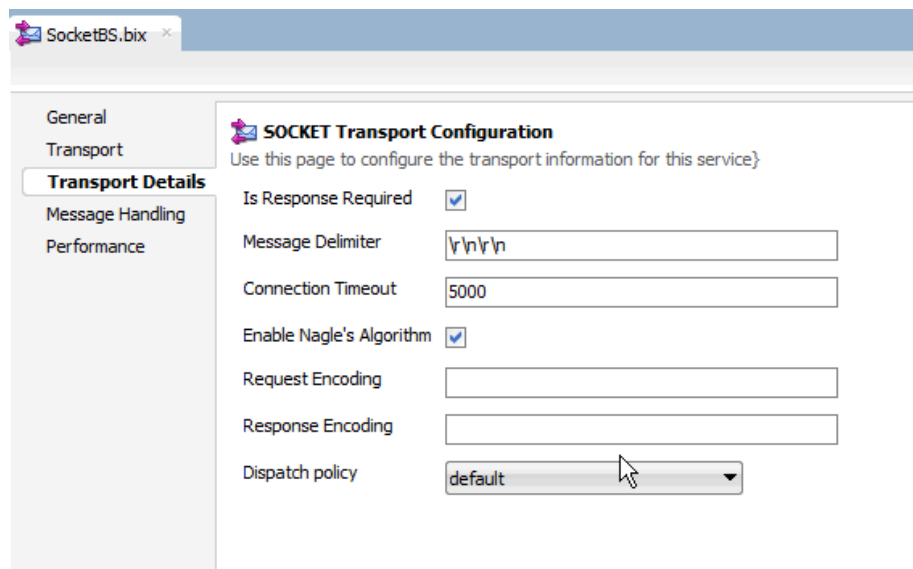 SocketBS.bix
General
Transport
Transport Details
Message Handling
Performance
SOCKET Transport Configuration
Use this page to configure the transport information for this service}
Is Response Required
Message Delimiter \r\n\r\n
Connection Timeout 5000
Enable Nagle's Algorithm
Request Encoding
Response Encoding
Dispatch policy default